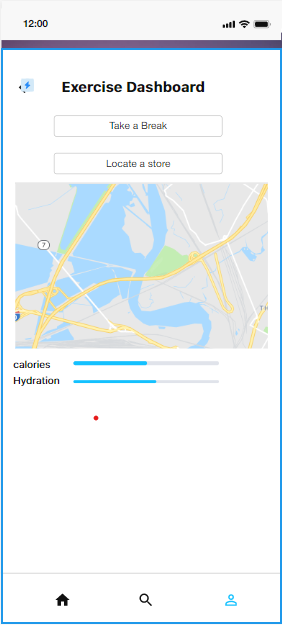 12:00
Exercise Dashboard
Take a Break
Locate a store
7
calories
Hydration